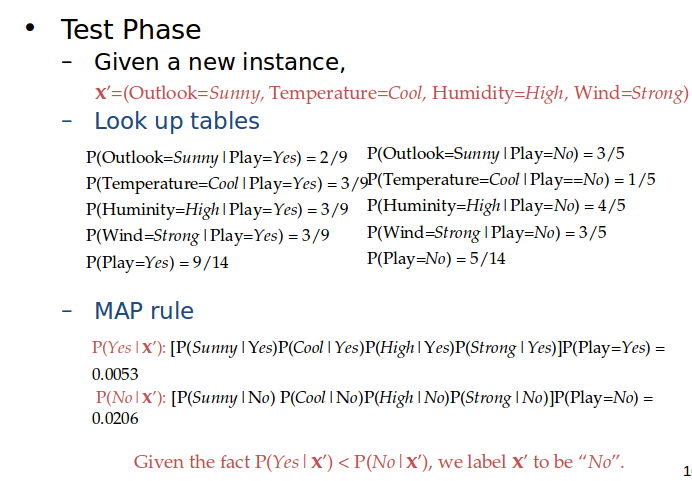 • Test Phase
– Given a new instance,
x′=(Outlook=Sunny, Temperature=Cool, Humidity=High, Wind=Strong)
– Look up tables
P(Outlook=Sunny|Play=Yes) = 2/9
P(Temperature=Cool|Play=Yes) = 3/9
P(Huminity=High|Play=Yes) = 3/9
P(Wind=Strong|Play=Yes) = 3/9
P(Play=Yes) = 9/14
P(Outlook=Sunny|Play=No) = 3/5
P(Temperature=Cool|Play==No) = 1/5
P(Huminity=High|Play=No) = 4/5
P(Wind=Strong|Play=No) = 3/5
P(Play=No) = 5/14
– MAP rule
P(Yes|x′): [P(Sunny|Yes)P(Cool|Yes)P(High|Yes)P(Strong|Yes)]P(Play=Yes) =
0.0053
P(No|x′): [P(Sunny|No) P(Cool|No)P(High|No)P(Strong|No)]P(Play=No) =
0.0206
Given the fact P(Yes|x′) < P(No|x′), we label x′ to be “No”.